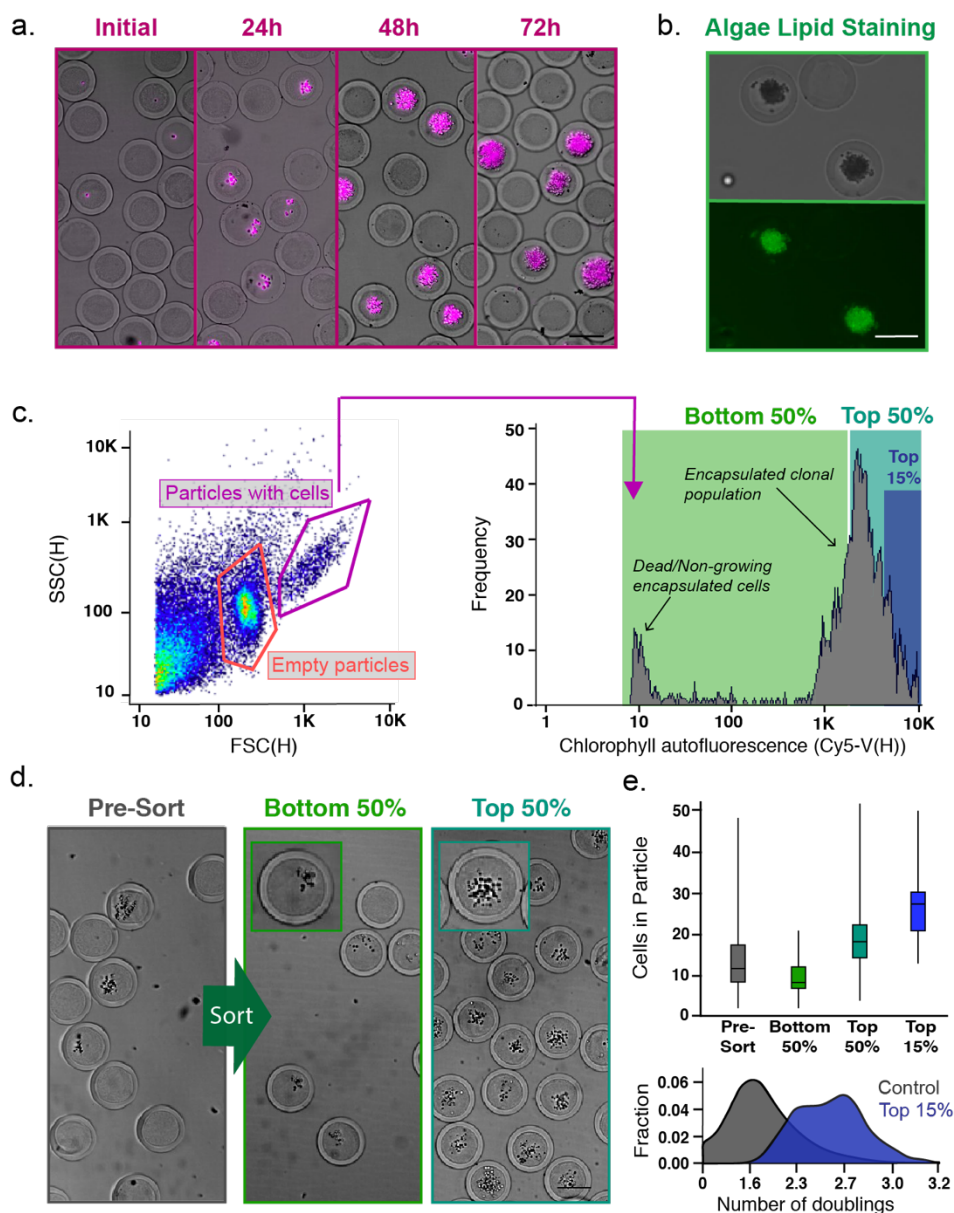 a.
Initial
24h
48h
72h
b.
Algae Lipid Staining
c.
10K
1K
100
10
SSC(H)
10
100
1K
10K
FSC(H)
Particles with cells
Empty particles
Bottom 50%
Top 50%
Top
15%
50
40
30
20
10
0
Frequency
Encapsulated clonal
population
Dead/Non-growing
encapsulated cells
1
10
100
1K
10K
Chlorophyll autofluorescence (Cy5-V(H))
d.
Pre-Sort
Bottom 50%
Top 50%
Sort
e.
50
40
30
20
10
0
Cells in Particle
Pre-
Sort
Bottom
50%
Top
50%
Top
15%
0.06
0.04
0.02
0.00
Fraction
Control
Top 15%
0
1.6
2.3
2.7
3.0
3.2
Number of doublings